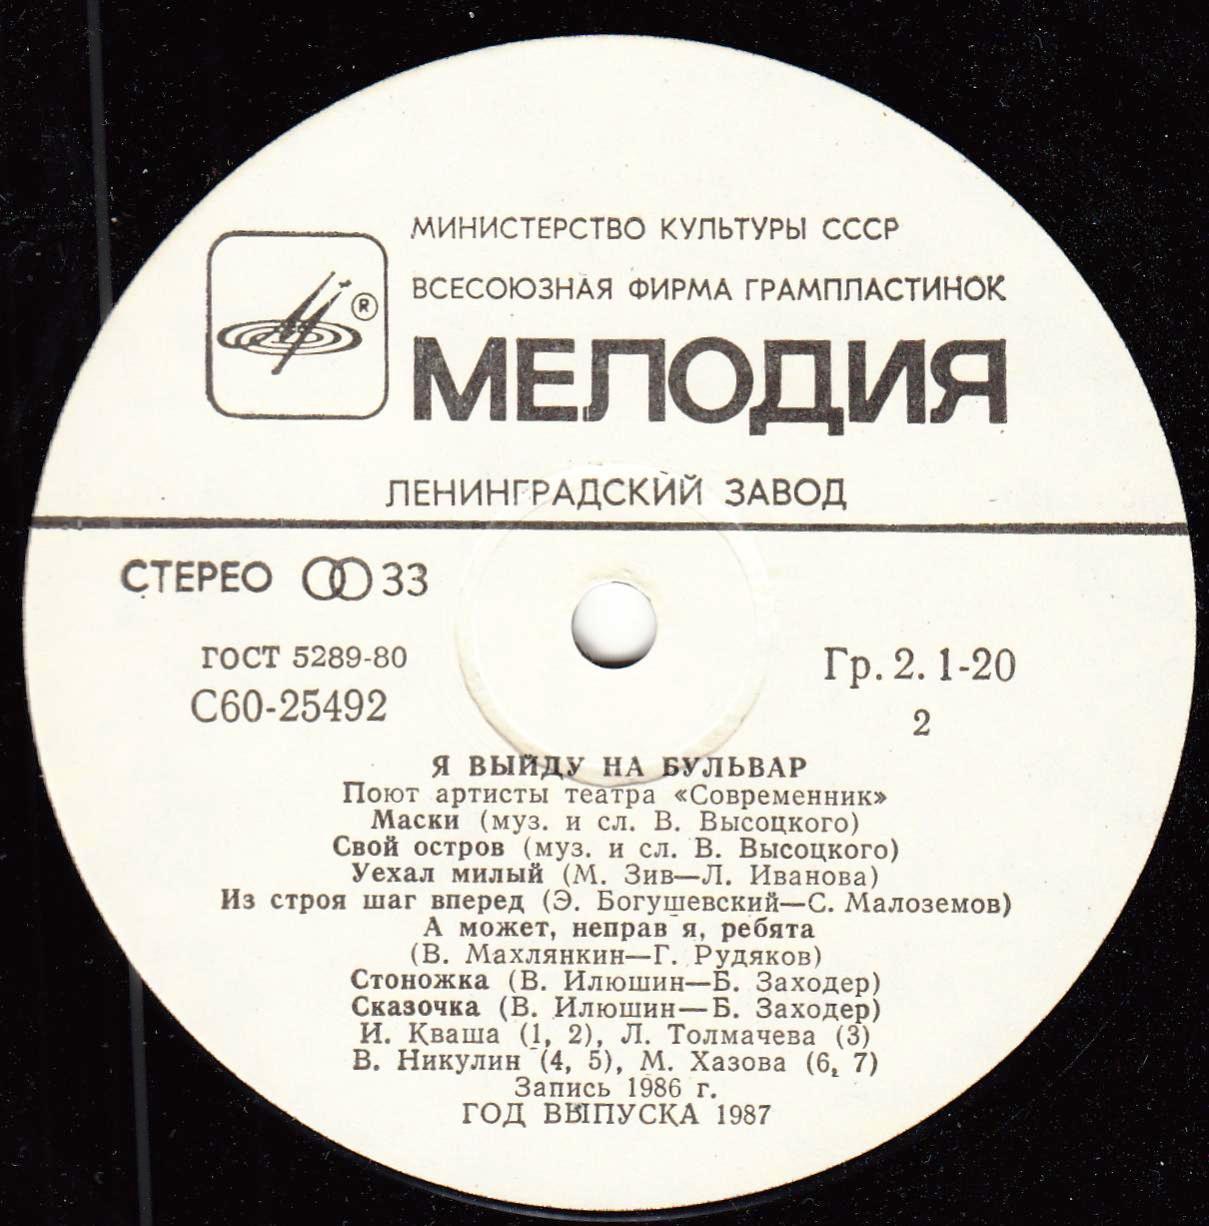 МИНИСТЕРСТВО КУЛЬТУРЫ СССР
ВСЕСОЮЗНАЯ ФИРМА ГРАМПЛАСТИНОК
®
МЕЛОДИЯ
ЛЕНИНГРАДСКИЙ ЗАВОД
СТЕРЕО 33
ГОСТ 5289-80
Гр. 2. 1-20
С60-25492
2
Я ВЫЙДУ НА БУЛЬВАР
Поют артисты театра «Современник»
Маски (муз. и сл. В. Высоцкого)
Свой остров (муз. и сл. В. Высоцкого)
Уехал милый (М. Зив—Л. Иванова)
Из строя шаг вперед (Э. Богушевский—С. Малоземов)
А может, неправ я, ребята
(В. Махлянкин—Г. Рудяков)
Стоножка (В. Илюшин—Б. Заходер)
Сказочка (В. Илюшин—Б. Заходер)
И. Кваша (1, 2), Л. Толмачева (3)
В. Никулин (4, 5), М. Хазова (6, 7)
Запись 1986 г.
ГОД ВЫПУСКА 1987